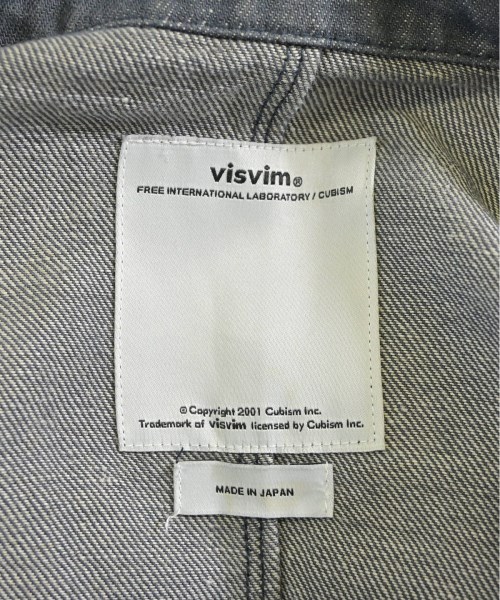 visvim®
FREE INTERNATIONAL LABORATORY / CUBISM
© Copyright 2001 Cubism Inc.
Trademark of visvim licensed by Cubism Inc.
MADE IN JAPAN